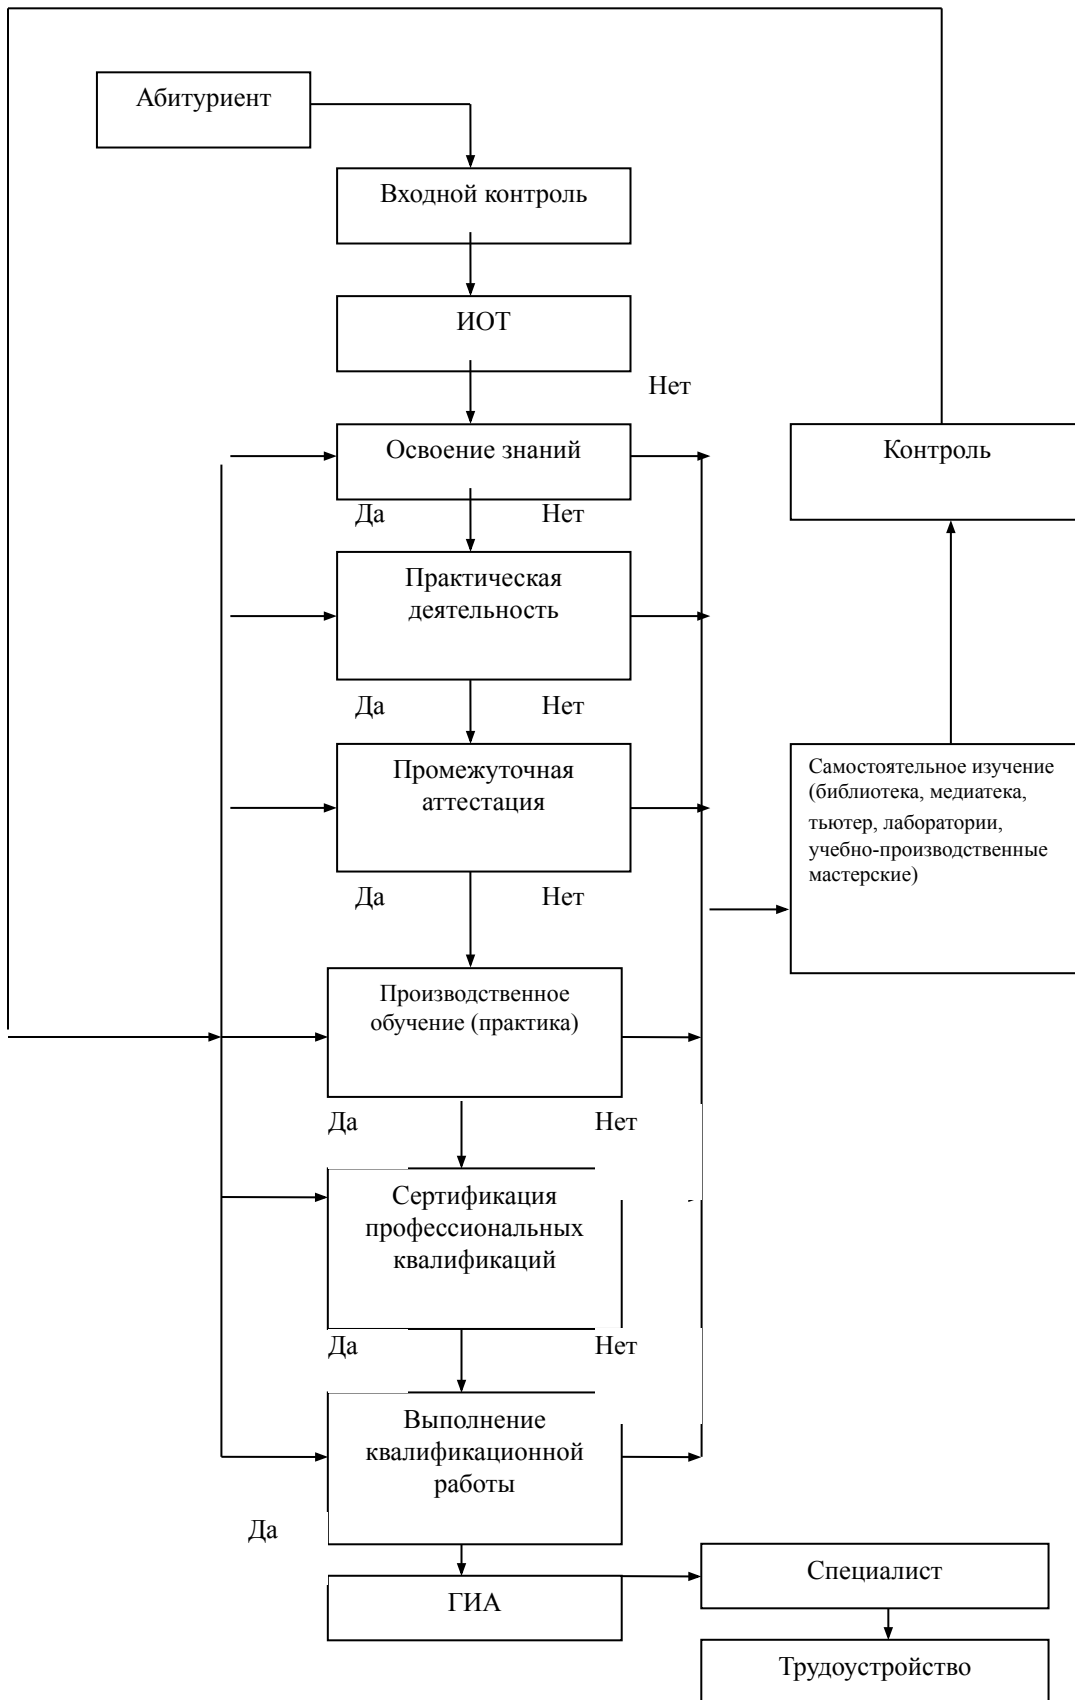 Абитуриент
Входной контроль
ИОТ
Нет
Освоение знаний
Контроль
Да
Нет
Практическая
деятельность
Да
Нет
Промежуточная
аттестация
Самостоятельное изучение
(библиотека, медиатека,
тьютер, лаборатории,
учебно-производственные
мастерские)
Да
Нет
Производственное
обучение (практика)
Да
Нет
Сертификация
профессиональных
квалификаций
Да
Нет
Выполнение
квалификационной
работы
Да
ГИА
Специалист
Трудоустройство